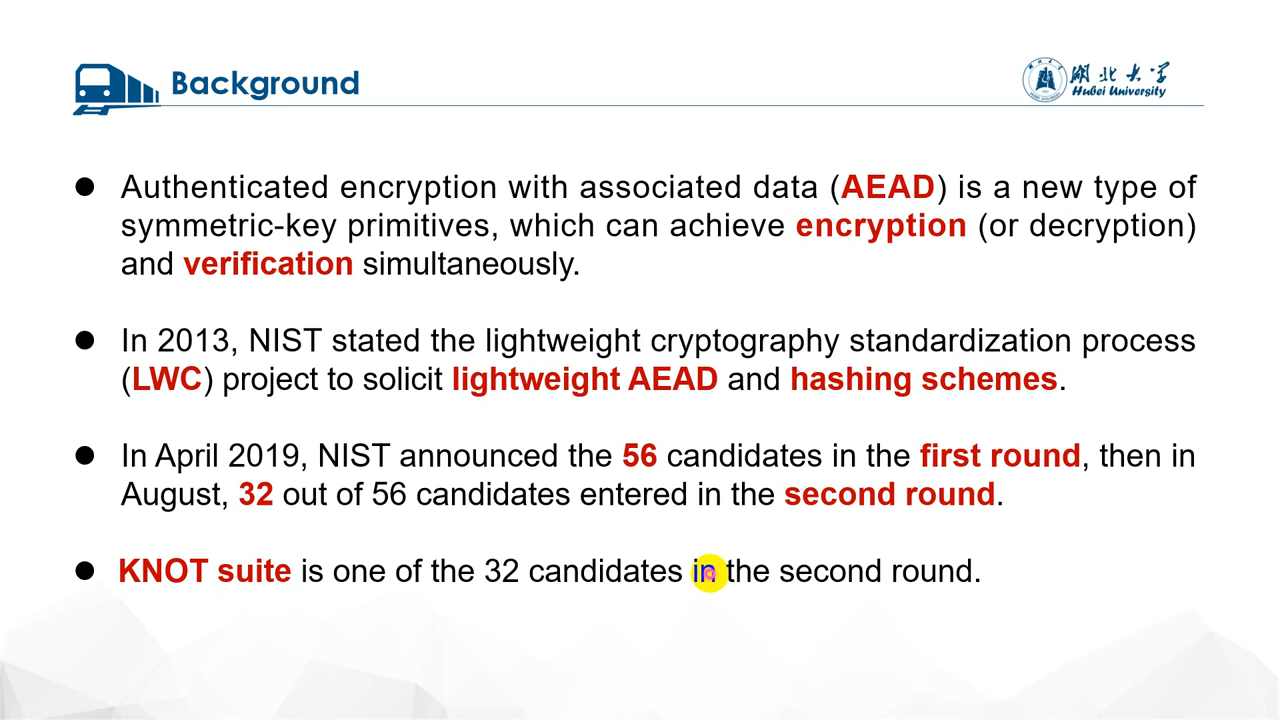 Background
湖北大学
Hubei University
Authenticated encryption with associated data (AEAD) is a new type of
symmetric-key primitives, which can achieve encryption (or decryption)
and verification simultaneously.
In 2013, NIST stated the lightweight cryptography standardization process
(LWC) project to solicit lightweight AEAD and hashing schemes.
In April 2019, NIST announced the 56 candidates in the first round, then in
August, 32 out of 56 candidates entered in the second round.
KNOT suite is one of the 32 candidates in the second round.